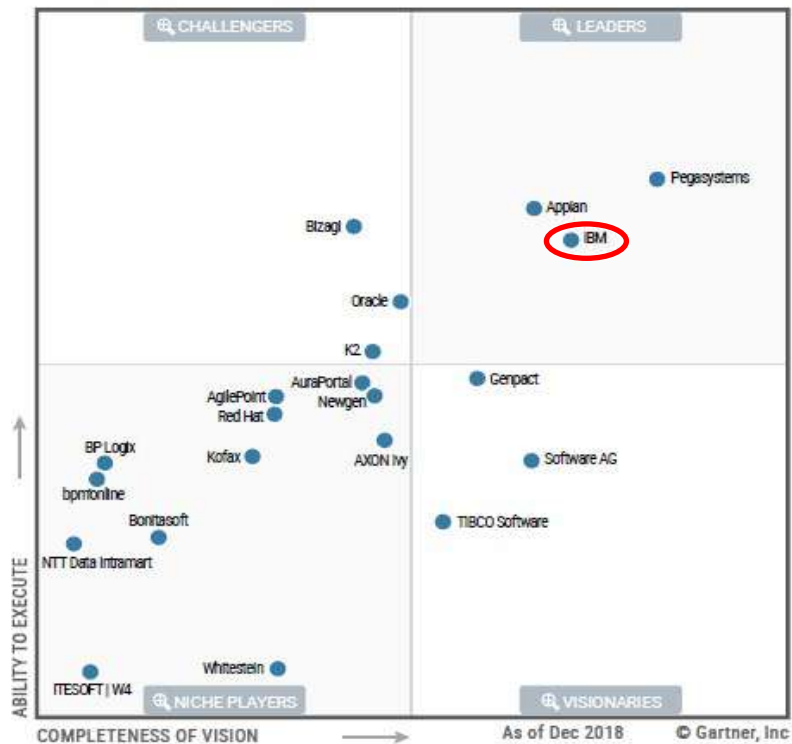 CHALLENGERS
LEADERS
Pegasystems
Appian
Bizagi
IBM
Oracle
K2
AuraPortal
Genpact
AgilePoint
Newgen
Red Hat
BP Logix
Kofax
AXON Ivy
Software AG
bpm'online
Bonitasoft
TIBCO Software
NTT Data Intramart
Whitestein
ITESOFT | W4
NICHE PLAYERS
VISIONARIES
ABILITY TO EXECUTE
COMPLETENESS OF VISION
As of Dec 2018
© Gartner, Inc